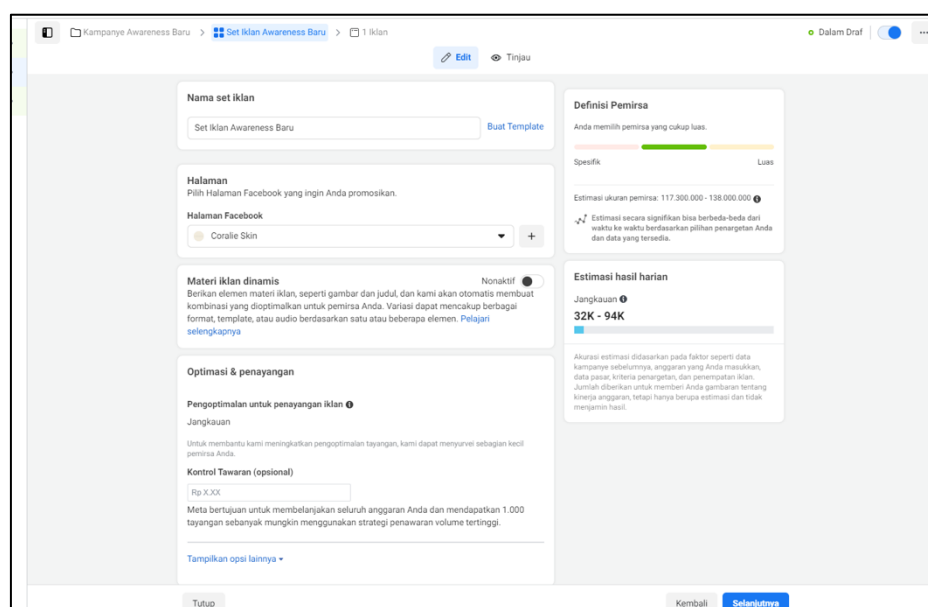 Kampanye Awareness Baru > Set Iklan Awareness Baru > 1 Iklan
Dalam Draf
Edit Tinjau
Nama set iklan
Set Iklan Awareness Baru
Buat Template
Halaman
Pilih Halaman Facebook yang ingin Anda promosikan.
Halaman Facebook
Coralie Skin
Materi iklan dinamis
Nonaktif
Berikan elemen materi iklan, seperti gambar dan judul, dan kami akan otomatis membuat
kombinasi yang dioptimalkan untuk pemirsa Anda. Variasi dapat mencakup berbagai
format, template, atau audio berdasarkan satu atau beberapa elemen. Pelajari
selengkapnya
Optimasi & penayangan
Pengoptimalan untuk penayangan iklan
Jangkauan
Untuk membantu kami meningkatkan pengoptimalan tayangan, kami dapat menyurvei sebagian kecil
pemirsa Anda.
Kontrol Tawaran (opsional)
Rp X.XX
Meta bertujuan untuk membelanjakan seluruh anggaran Anda dan mendapatkan 1.000
tayangan sebanyak mungkin menggunakan strategi penawaran volume tertinggi.
Tampilkan opsi lainnya
Definisi Pemirsa
Anda memilih pemirsa yang cukup luas.
Spesifik Luas
Estimasi ukuran pemirsa: 117.300.000 - 138.000.000
Estimasi secara signifikan bisa berbeda-beda dari
waktu ke waktu berdasarkan pilihan penargetan Anda
dan data yang tersedia.
Estimasi hasil harian
Jangkauan
32K - 94K
Akurasi estimasi didasarkan pada faktor seperti data
kampanye sebelumnya, anggaran yang Anda masukkan,
data pasar, kriteria penargetan, dan penempatan iklan.
Jumlah diberikan untuk memberi Anda gambaran tentang
kinerja anggaran, tetapi hanya berupa estimasi dan tidak
menjamin hasil.
Tutup
Kembali
Selanjutnya